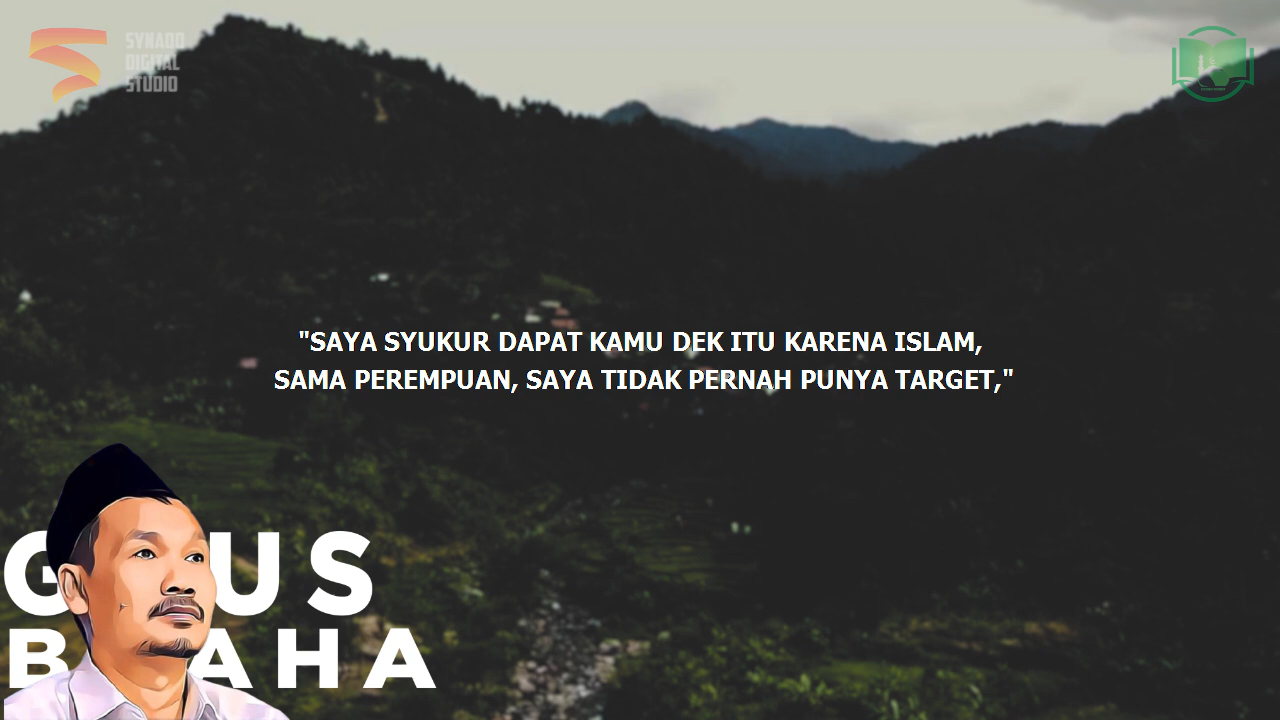 SYNADD
DIGITAL
STUDIO
"SAYA SYUKUR DAPAT KAMU DEK ITU KARENA ISLAM,
SAMA PEREMPUAN, SAYA TIDAK PERNAH PUNYA TARGET,"
GUS
BAHA